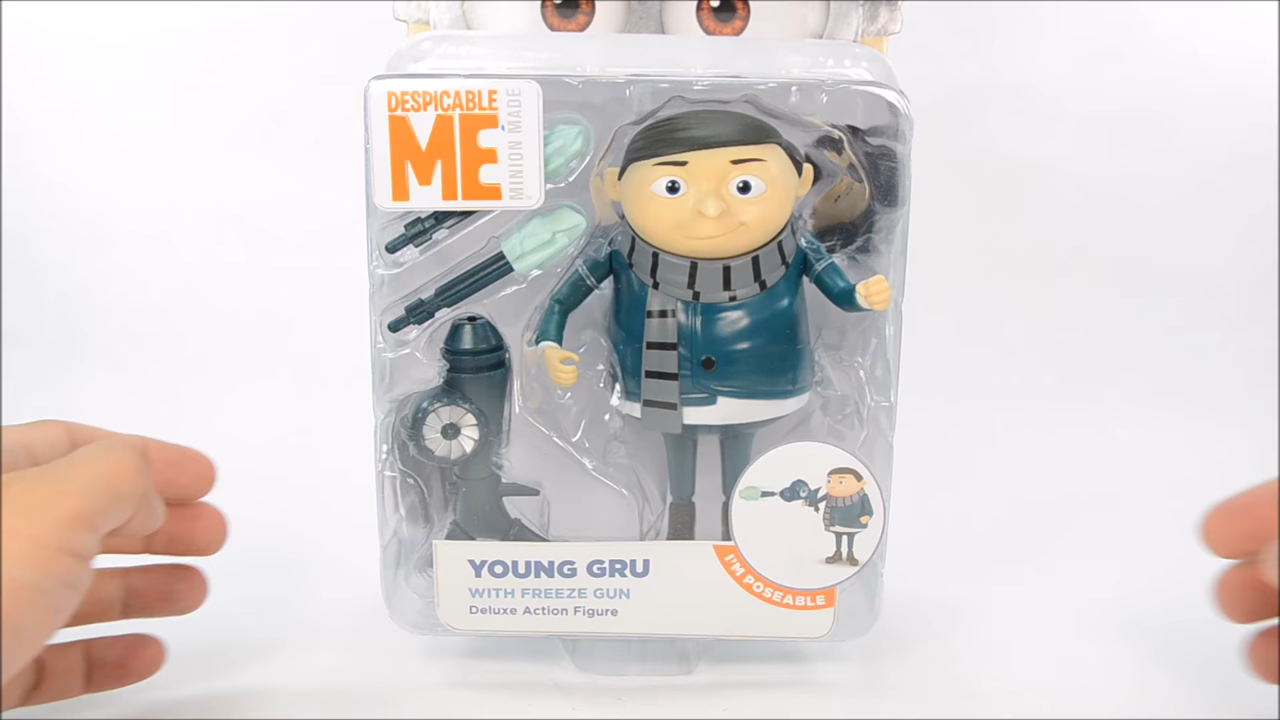 DESPICABLE
ME
MINION MADE
YOUNG GRU
WITH FREEZE GUN
Deluxe Action Figure
I'M POSEABLE